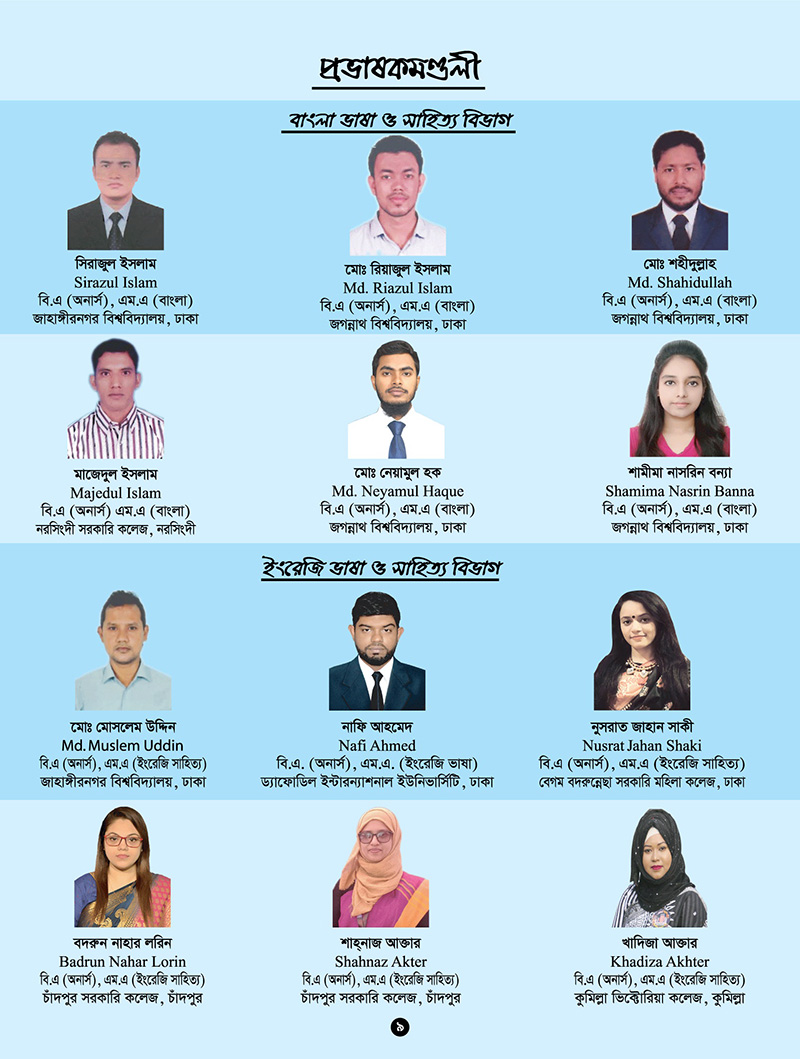 প্রভাষকমণ্ডলী
বাংলা ভাষা ও সাহিত্য বিভাগ
সিরাজুল ইসলাম
Sirazul Islam
বি.এ (অনার্স), এম.এ (বাংলা)
জাহাঙ্গীরনগর বিশ্ববিদ্যালয়, ঢাকা
মোঃ রিয়াজুল ইসলাম
Md. Riazul Islam
বি.এ (অনার্স), এম.এ (বাংলা)
জগন্নাথ বিশ্ববিদ্যালয়, ঢাকা
মোঃ শহীদুল্লাহ
Md. Shahidullah
বি.এ (অনার্স), এম.এ (বাংলা)
জগন্নাথ বিশ্ববিদ্যালয়, ঢাকা
মাজেদুল ইসলাম
Majedul Islam
বি.এ (অনার্স) এম.এ (বাংলা)
নরসিংদী সরকারি কলেজ, নরসিংদী
মোঃ নেয়ামুল হক
Md. Neyamul Haque
বি.এ (অনার্স), এম.এ (বাংলা)
জগন্নাথ বিশ্ববিদ্যালয়, ঢাকা
শামীমা নাসরিন বন্যা
Shamima Nasrin Banna
বি.এ (অনার্স), এম.এ (বাংলা)
জগন্নাথ বিশ্ববিদ্যালয়, ঢাকা
ইংরেজি ভাষা ও সাহিত্য বিভাগ
মোঃ মোসলেম উদ্দিন
Md. Muslem Uddin
বি.এ (অনার্স), এম.এ (ইংরেজি সাহিত্য)
জাহাঙ্গীরনগর বিশ্ববিদ্যালয়, ঢাকা
নাফি আহমেদ
Nafi Ahmed
বি.এ. (অনার্স), এম.এ. (ইংরেজি ভাষা)
ড্যাফোডিল ইন্টারন্যাশনাল ইউনিভার্সিটি, ঢাকা
নুসরাত জাহান সাকী
Nusrat Jahan Shaki
বি.এ (অনার্স), এম.এ (ইংরেজি সাহিত্য)
বেগম বদরুন্নেছা সরকারি মহিলা কলেজ, ঢাকা
বদরুন নাহার লরিন
Badrun Nahar Lorin
বি.এ (অনার্স), এম.এ (ইংরেজি সাহিত্য)
চাঁদপুর সরকারি কলেজ, চাঁদপুর
শাহ্‌নাজ আক্তার
Shahnaz Akter
বি.এ (অনার্স), এম.এ (ইংরেজি সাহিত্য)
চাঁদপুর সরকারি কলেজ, চাঁদপুর
খাদিজা আক্তার
Khadiza Akhter
বি.এ (অনার্স), এম.এ (ইংরেজি সাহিত্য)
কুমিল্লা ভিক্টোরিয়া কলেজ, কুমিল্লা
৯